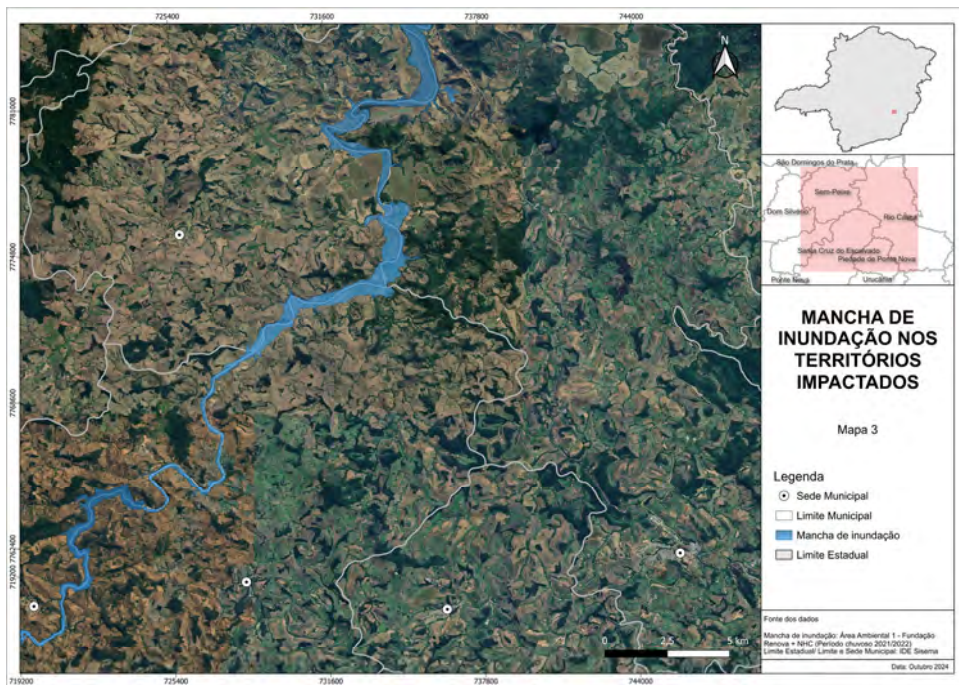 725400
731600
737800
744000
N
7781000
7774800
7768600
7762400
719200
São Domingos do Prata
Sem-Peixe
Dom Silvério
Rio Casca
Santa Cruz do Escalvado
Piedade de Ponte Nova
Ponte Nova
Urucânia
MANCHA DE
INUNDAÇÃO NOS
TERRITÓRIOS
IMPACTADOS
Mapa 3
Legenda
Sede Municipal
Limite Municipal
Mancha de inundação
Limite Estadual
0 2.5 5 km
Fonte dos dados
Mancha de inundação: Área Ambiental 1 - Fundação
Renova + NHC (Período chuvoso 2021/2022)
Limite Estadual/ Limite e Sede Municipal: IDE Sisema
Data: Outubro 2024
719200
725400
731600
737800
744000